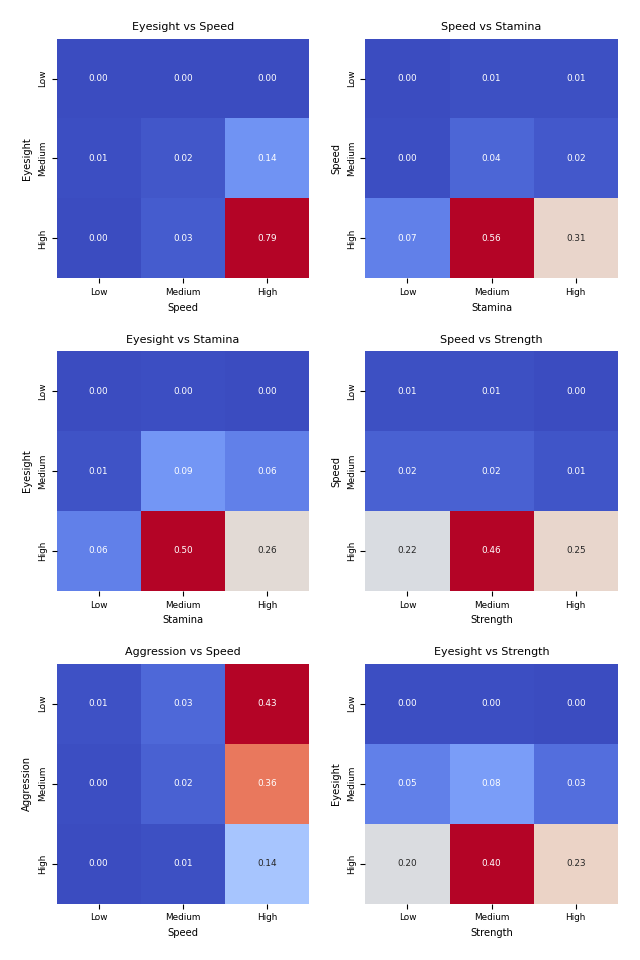 Eyesight vs Speed
Low 0.00 0.00 0.00
Eyesight
Medium 0.01 0.02 0.14
High 0.00 0.03 0.79
Low Medium High
Speed
Speed vs Stamina
Low 0.00 0.01 0.01
Speed
Medium 0.00 0.04 0.02
High 0.07 0.56 0.31
Low Medium High
Stamina
Eyesight vs Stamina
Low 0.00 0.00 0.00
Eyesight
Medium 0.01 0.09 0.06
High 0.06 0.50 0.26
Low Medium High
Stamina
Speed vs Strength
Low 0.01 0.01 0.00
Speed
Medium 0.02 0.02 0.01
High 0.22 0.46 0.25
Low Medium High
Strength
Aggression vs Speed
Low 0.01 0.03 0.43
Aggression
Medium 0.00 0.02 0.36
High 0.00 0.01 0.14
Low Medium High
Speed
Eyesight vs Strength
Low 0.00 0.00 0.00
Eyesight
Medium 0.05 0.08 0.03
High 0.20 0.40 0.23
Low Medium High
Strength